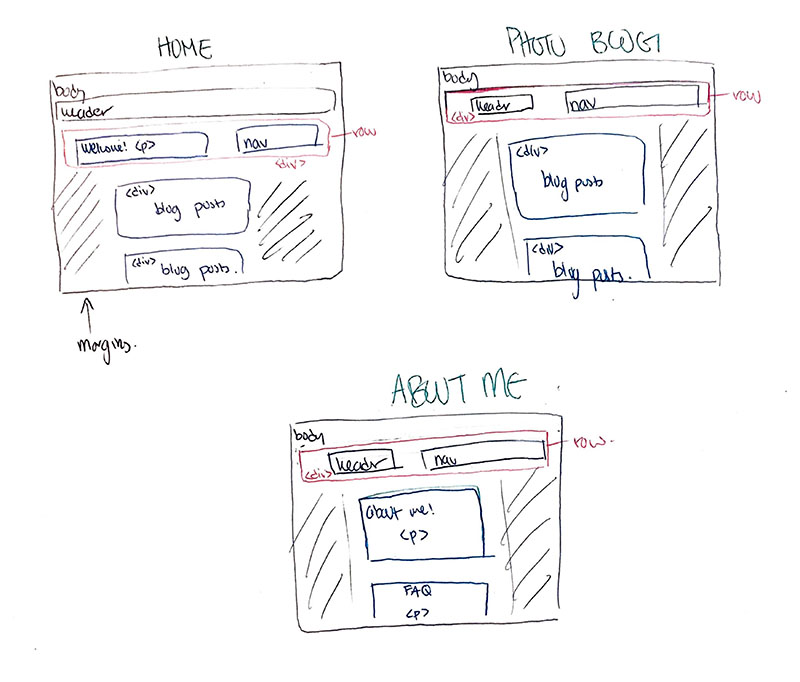 HOME
body
header
Welcome! <p>
nav
row
<div>
<div>
blog posts
<div>
blog posts.
margins.
PHOTO BLOG
body
header
nav
row
<div>
<div>
blog posts
<div>
blog posts.
ABOUT ME
body
header
nav
row.
<div>
about me!
<p>
FAQ
<p>